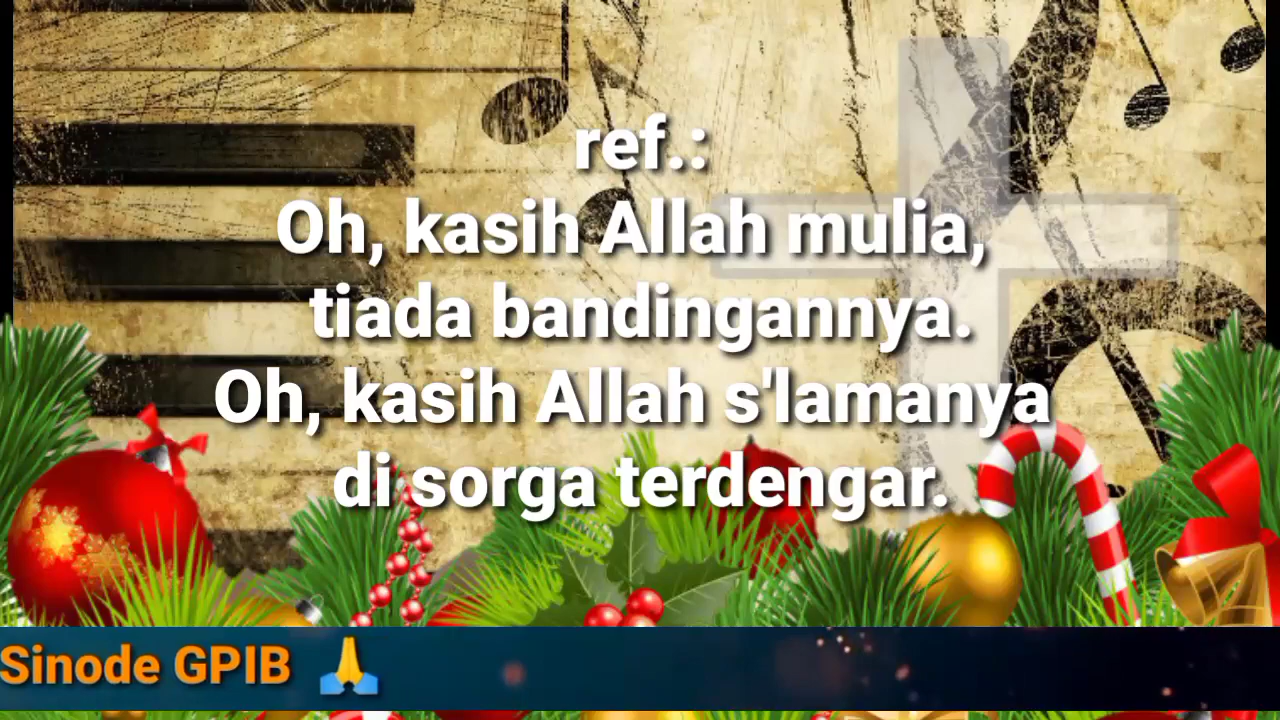 ref.:
Oh, kasih Allah mulia,
tiada bandingannya.
Oh, kasih Allah s'lamanya
di sorga terdengar.
Sinode GPIB 🙏